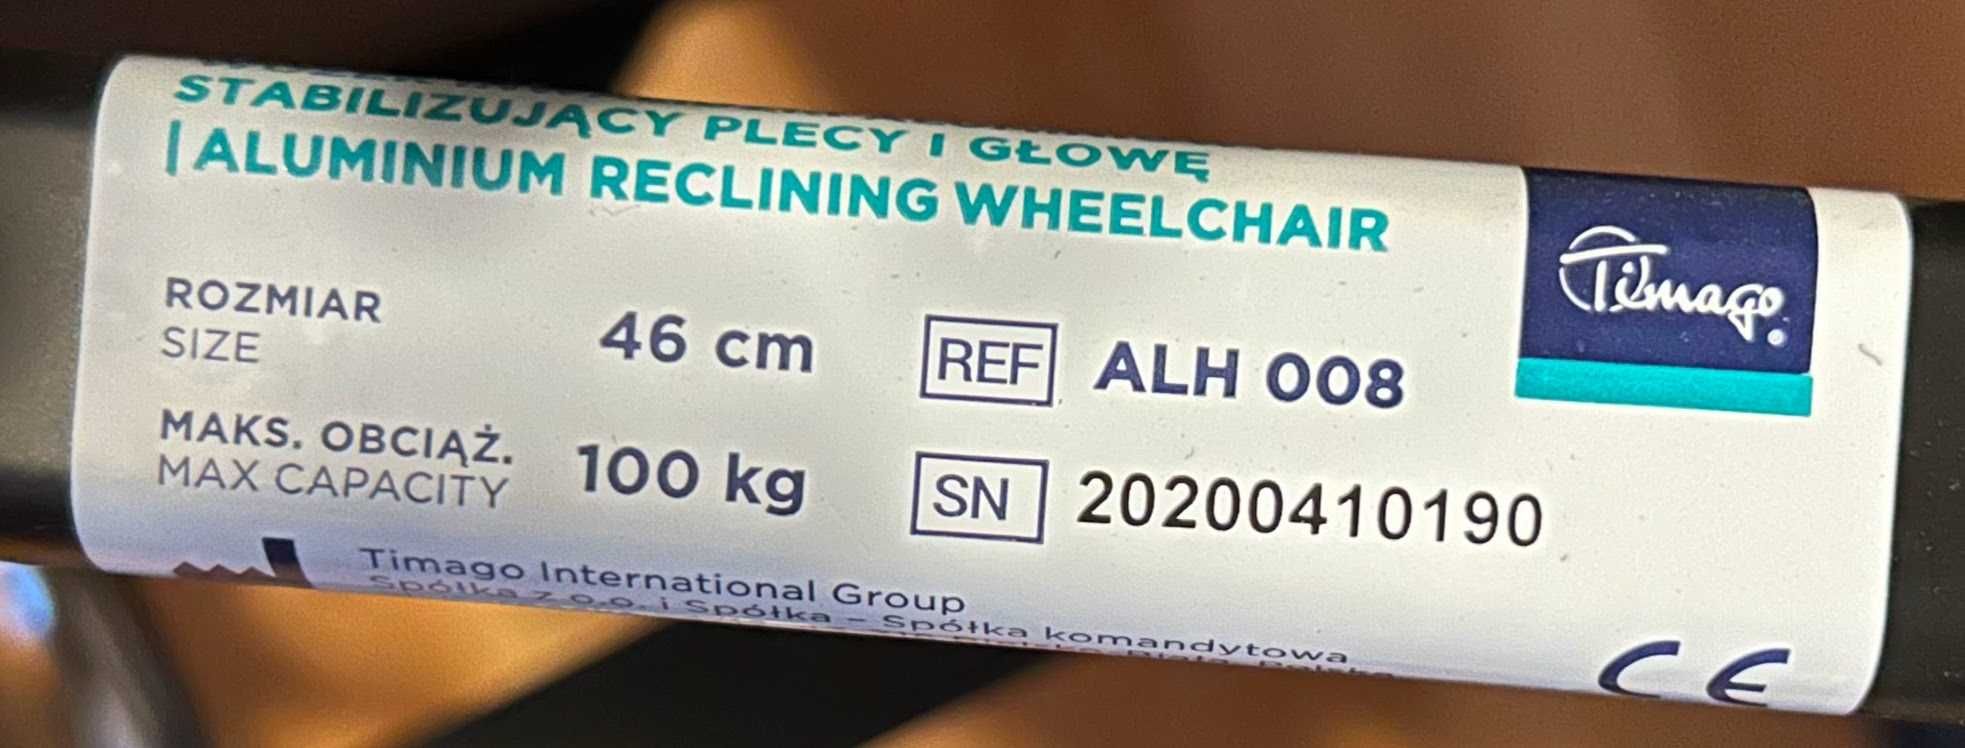 STABILIZUJĄCY PLECY I GŁOWĘ
| ALUMINIUM RECLINING WHEELCHAIR
Timago
ROZMIAR
SIZE
46 cm
REF ALH 008
MAKS. OBCIĄŻ.
MAX CAPACITY
100 kg
SN 20200410190
Timago International Group
Spółka z o.o. i Spółka – Spółka komandytowa
CE